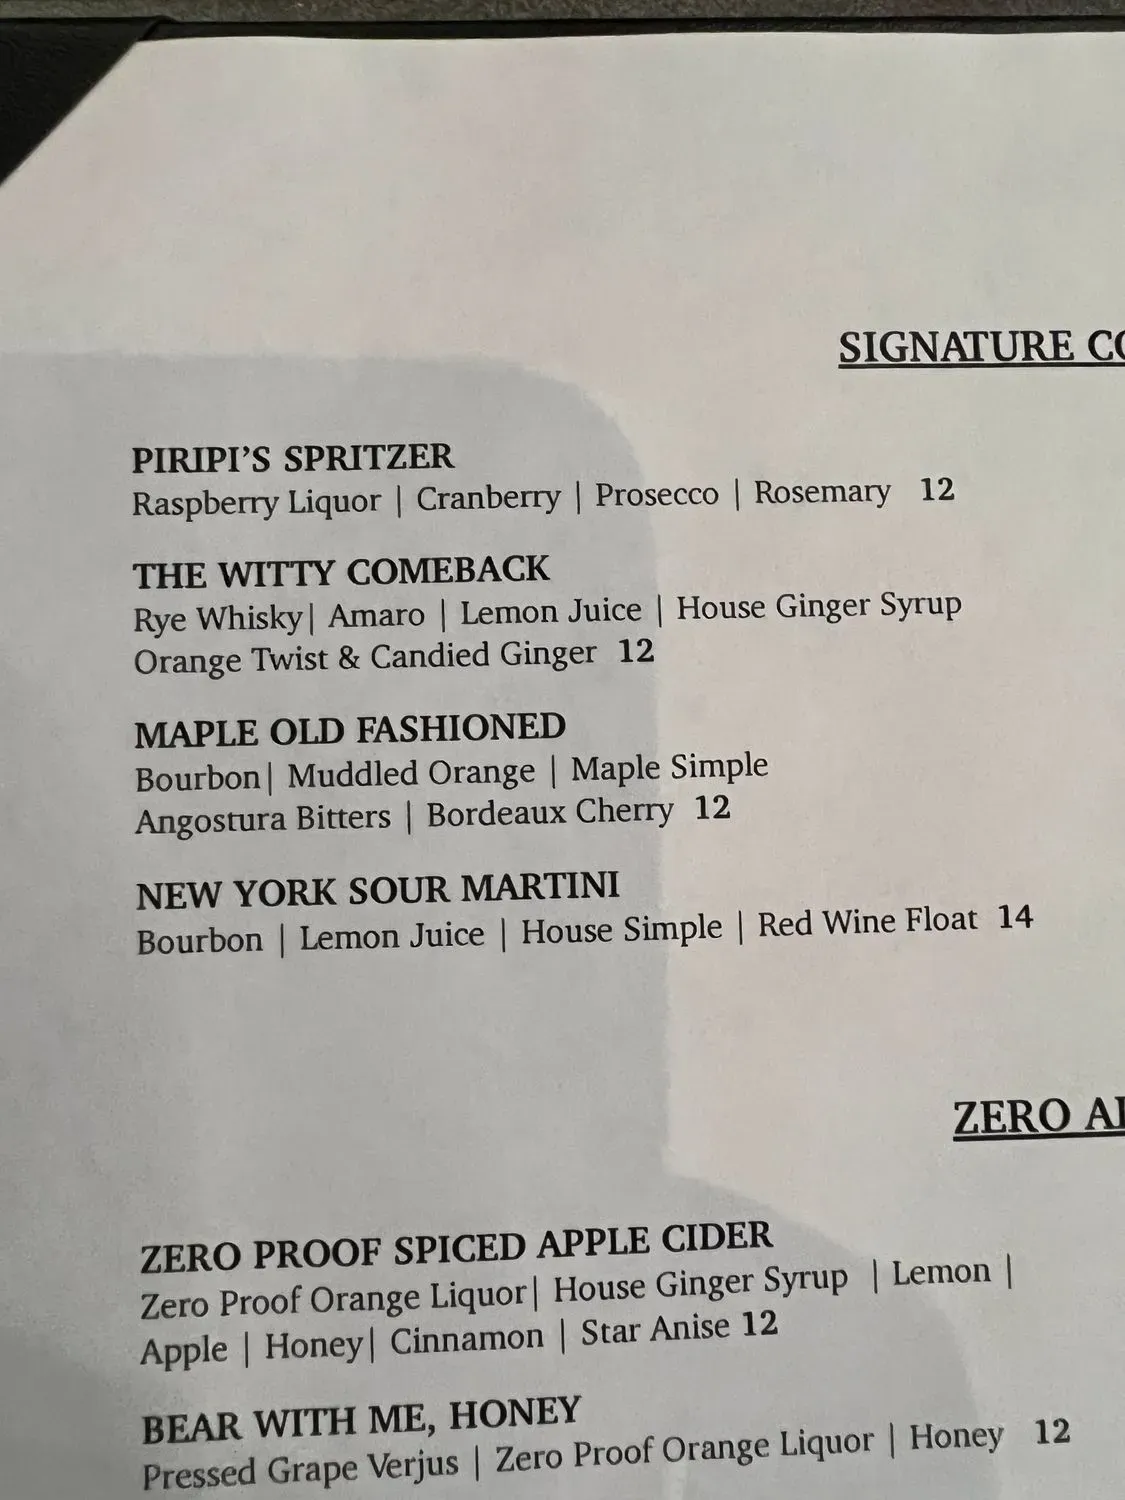 SIGNATURE CO
PIRIPI'S SPRITZER
Raspberry Liquor | Cranberry | Prosecco | Rosemary 12
THE WITTY COMEBACK
Rye Whisky| Amaro | Lemon Juice | House Ginger Syrup
Orange Twist & Candied Ginger 12
MAPLE OLD FASHIONED
Bourbon| Muddled Orange | Maple Simple
Angostura Bitters | Bordeaux Cherry 12
NEW YORK SOUR MARTINI
Bourbon | Lemon Juice | House Simple | Red Wine Float 14
ZERO
ZERO PROOF SPICED APPLE CIDER
Zero Proof Orange Liquor| House Ginger Syrup | Lemon |
Apple | Honey| Cinnamon | Star Anise 12
BEAR WITH ME, HONEY
Pressed Grape Verjus | Zero Proof Orange Liquor | Honey 12